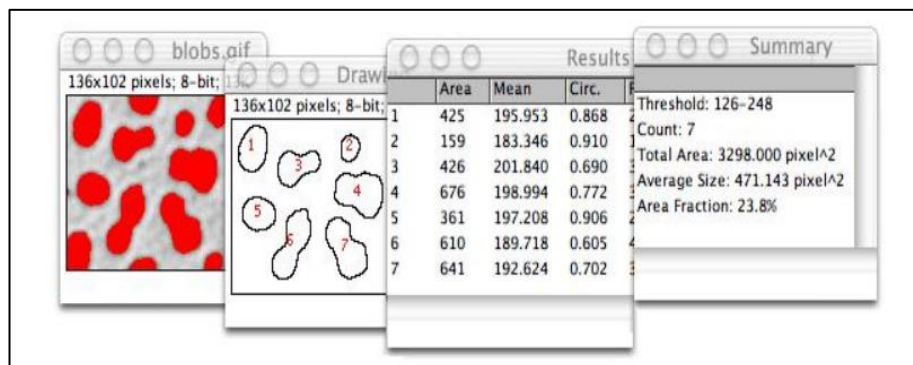 blobs.gif
136x102 pixels; 8-bit;
Drawi
136x102 pixels; 8-bit;
1
2
3
4
5
6
7
Results
Area Mean Circ.
1 425 195.953 0.868
2 159 183.346 0.910
3 426 201.840 0.690
4 676 198.994 0.772
5 361 197.208 0.906
6 610 189.718 0.605
7 641 192.624 0.702
Summary
Threshold: 126-248
Count: 7
Total Area: 3298.000 pixel^2
Average Size: 471.143 pixel^2
Area Fraction: 23.8%